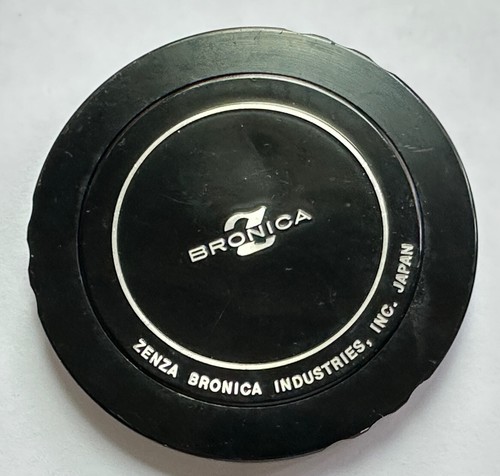 Z
BRONICA
ZENZA BRONICA INDUSTRIES, INC. JAPAN